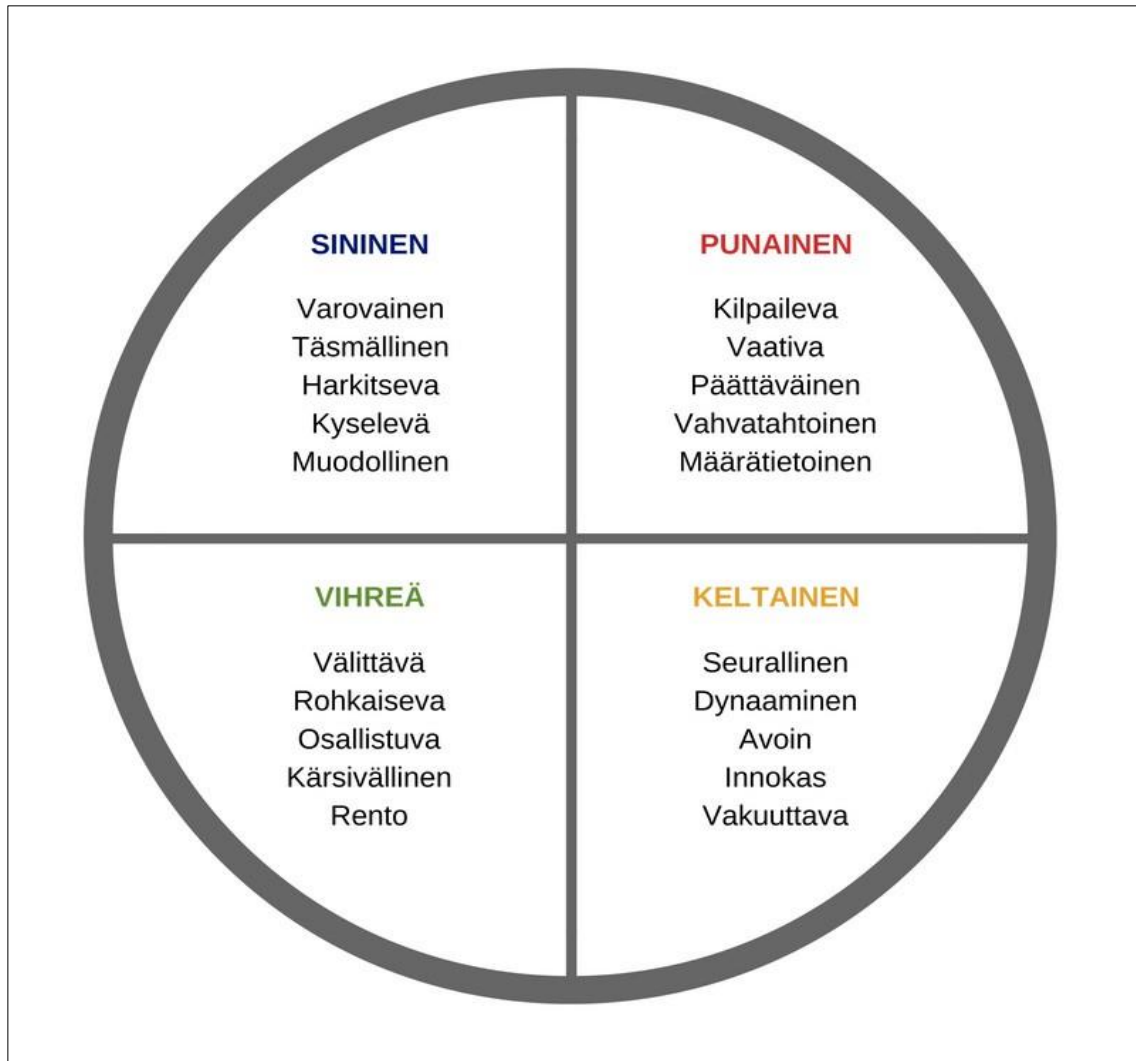 SININEN
Varovainen
Täsmällinen
Harkitseva
Kyselevä
Muodollinen
PUNAINEN
Kilpaileva
Vaativa
Päättäväinen
Vahvatahtoinen
Määrätietoinen
VIHREÄ
Välittävä
Rohkaiseva
Osallistuva
Kärsivällinen
Rento
KELTAINEN
Seurallinen
Dynaaminen
Avoin
Innokas
Vakuuttava